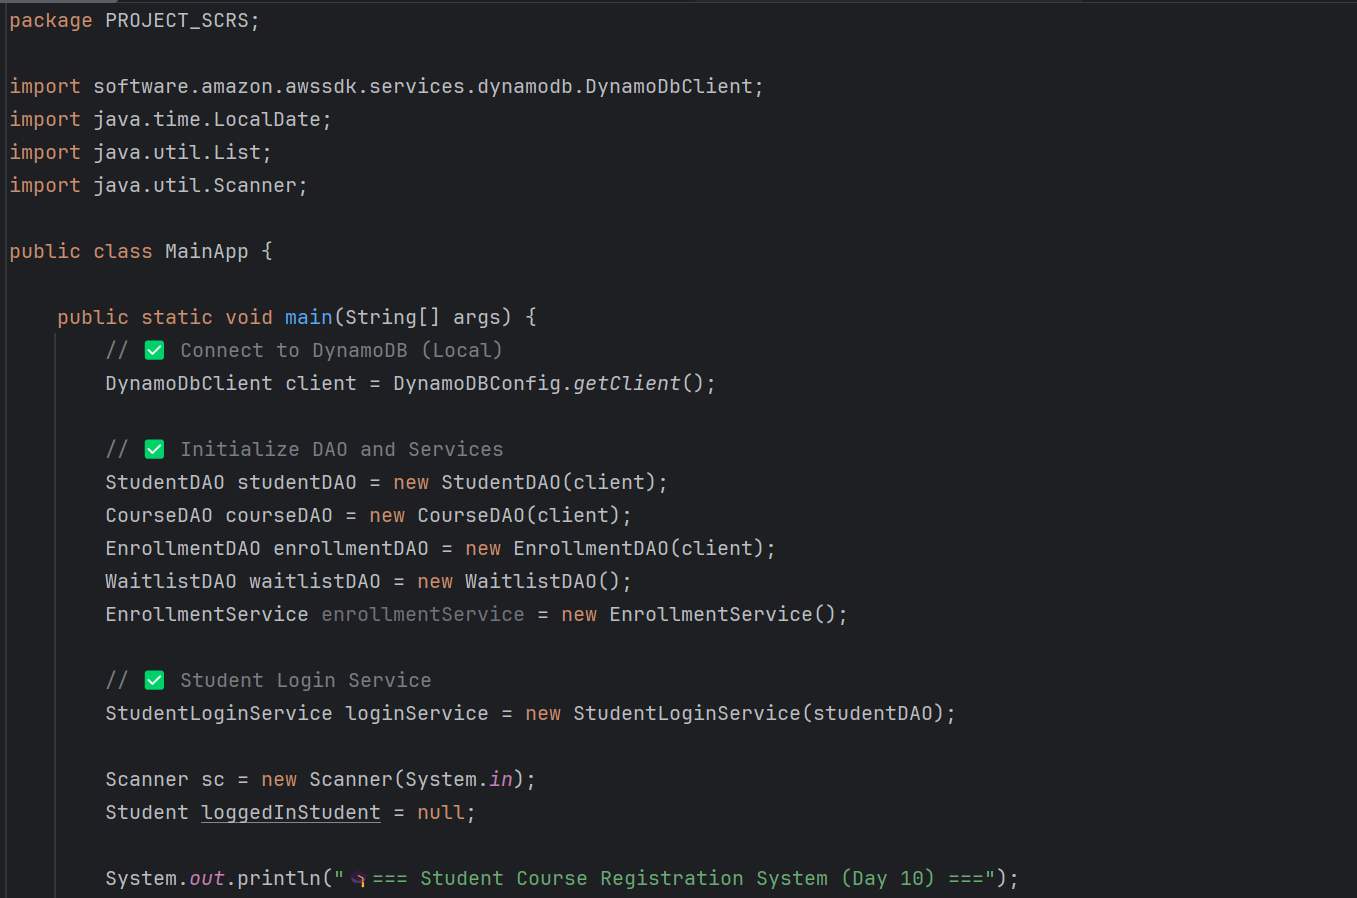 package PROJECT_SCRS;
import software.amazon.awssdk.services.dynamodb.DynamoDbClient;
import java.time.LocalDate;
import java.util.List;
import java.util.Scanner;
public class MainApp {
public static void main(String[] args) {
// ✅ Connect to DynamoDB (Local)
DynamoDbClient client = DynamoDBConfig.getClient();
// ✅ Initialize DAO and Services
StudentDAO studentDAO = new StudentDAO(client);
CourseDAO courseDAO = new CourseDAO(client);
EnrollmentDAO enrollmentDAO = new EnrollmentDAO(client);
WaitlistDAO waitlistDAO = new WaitlistDAO();
EnrollmentService enrollmentService = new EnrollmentService();
// ✅ Student Login Service
StudentLoginService loginService = new StudentLoginService(studentDAO);
Scanner sc = new Scanner(System.in);
Student loggedInStudent = null;
System.out.println("🎓=== Student Course Registration System (Day 10) ===");